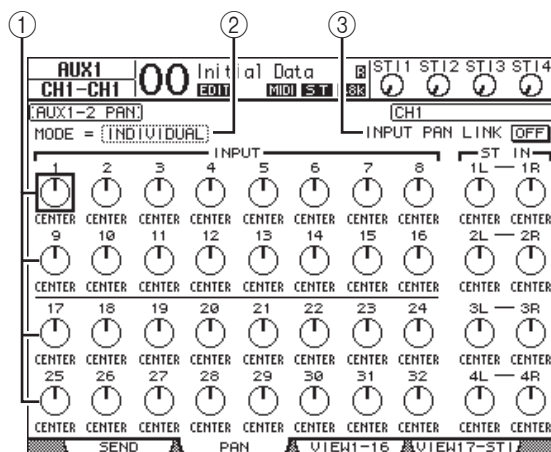 ① ② ③
AUX1 CH1-CH1 00 Initial Data R EDIT MIDI ST 48k STI1 STI2 STI3 STI4
AUX1-2 PAN CH1
MODE = INDIVIDUAL INPUT PAN LINK OFF
INPUT ST IN
1 2 3 4 5 6 7 8 1L — 1R
CENTER CENTER CENTER CENTER CENTER CENTER CENTER CENTER CENTER CENTER
9 10 11 12 13 14 15 16 2L — 2R
CENTER CENTER CENTER CENTER CENTER CENTER CENTER CENTER CENTER CENTER
17 18 19 20 21 22 23 24 3L — 3R
CENTER CENTER CENTER CENTER CENTER CENTER CENTER CENTER CENTER CENTER
25 26 27 28 29 30 31 32 4L — 4R
CENTER CENTER CENTER CENTER CENTER CENTER CENTER CENTER CENTER CENTER
SEND PAN VIEW1-16 VIEW17-STI